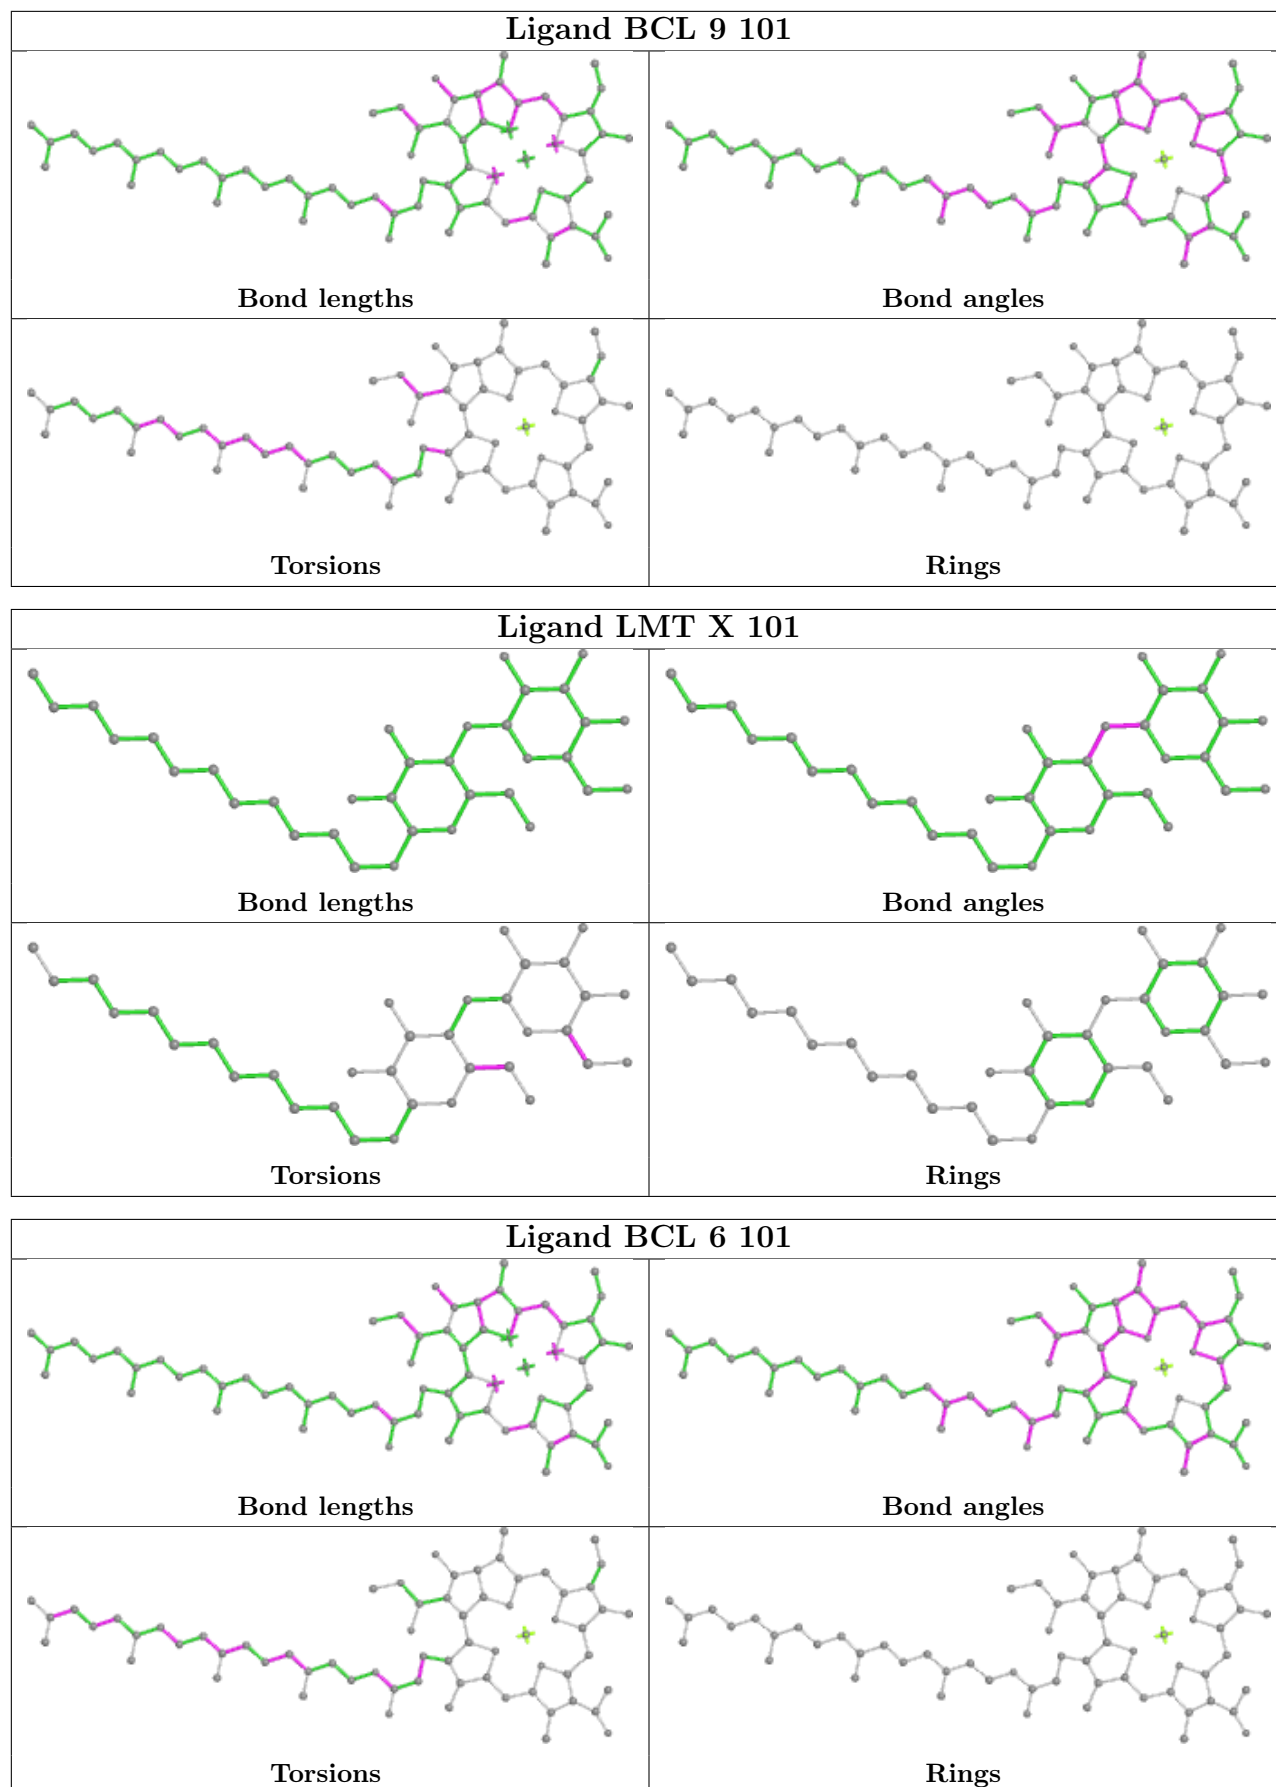 Ligand BCL 9 101
Bond lengths
Bond angles
Torsions
Rings
Ligand LMT X 101
Bond lengths
Bond angles
Torsions
Rings
Ligand BCL 6 101
Bond lengths
Bond angles
Torsions
Rings